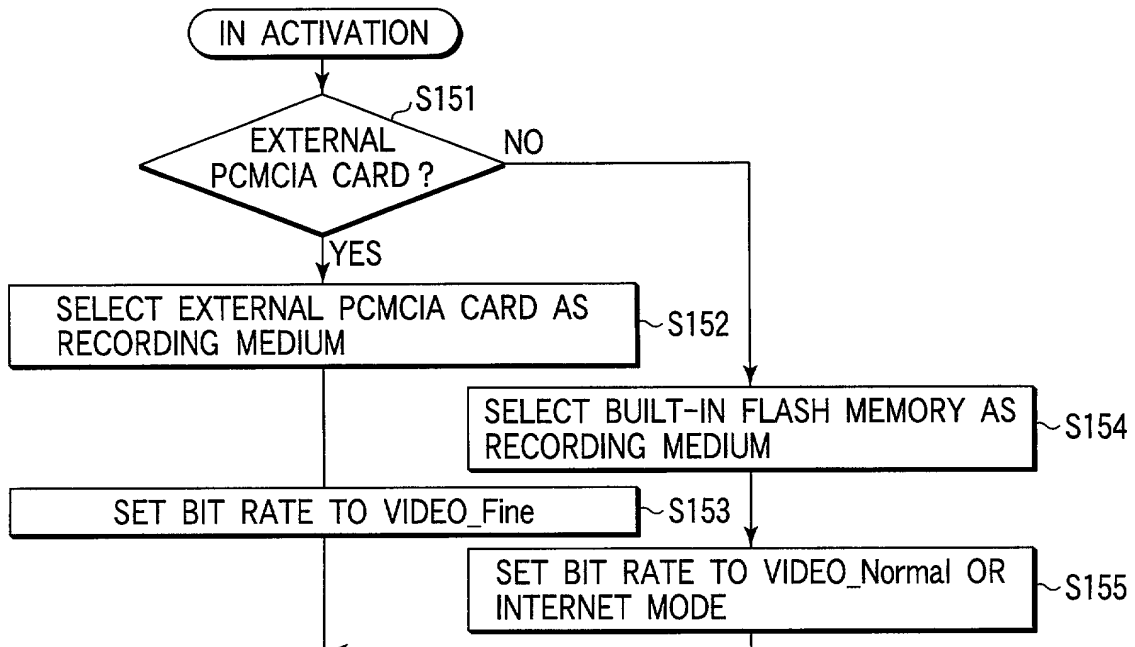 IN ACTIVATION
S151
EXTERNAL
PCMCIA CARD ?
NO
YES
SELECT EXTERNAL PCMCIA CARD AS
RECORDING MEDIUM
S152
SELECT BUILT-IN FLASH MEMORY AS
RECORDING MEDIUM
S154
SET BIT RATE TO VIDEO_Fine
S153
SET BIT RATE TO VIDEO_Normal OR
INTERNET MODE
S155